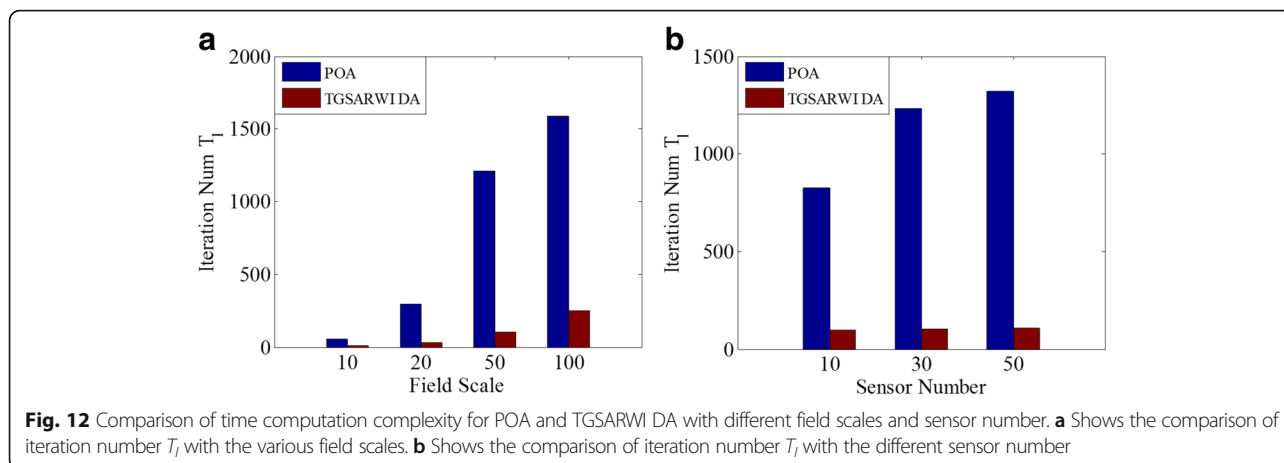 a
2000
1500
1000
500
0
Iteration Num T_I
POA
TGSARWI DA
10 20 50 100
Field Scale
b
1500
1000
500
0
Iteration Num T_I
POA
TGSARWI DA
10 30 50
Sensor Number
Fig. 12 Comparison of time computation complexity for POA and TGSARWI DA with different field scales and sensor number. a Shows the comparison of
iteration number T_I with the various field scales. b Shows the comparison of iteration number T_I with the different sensor number